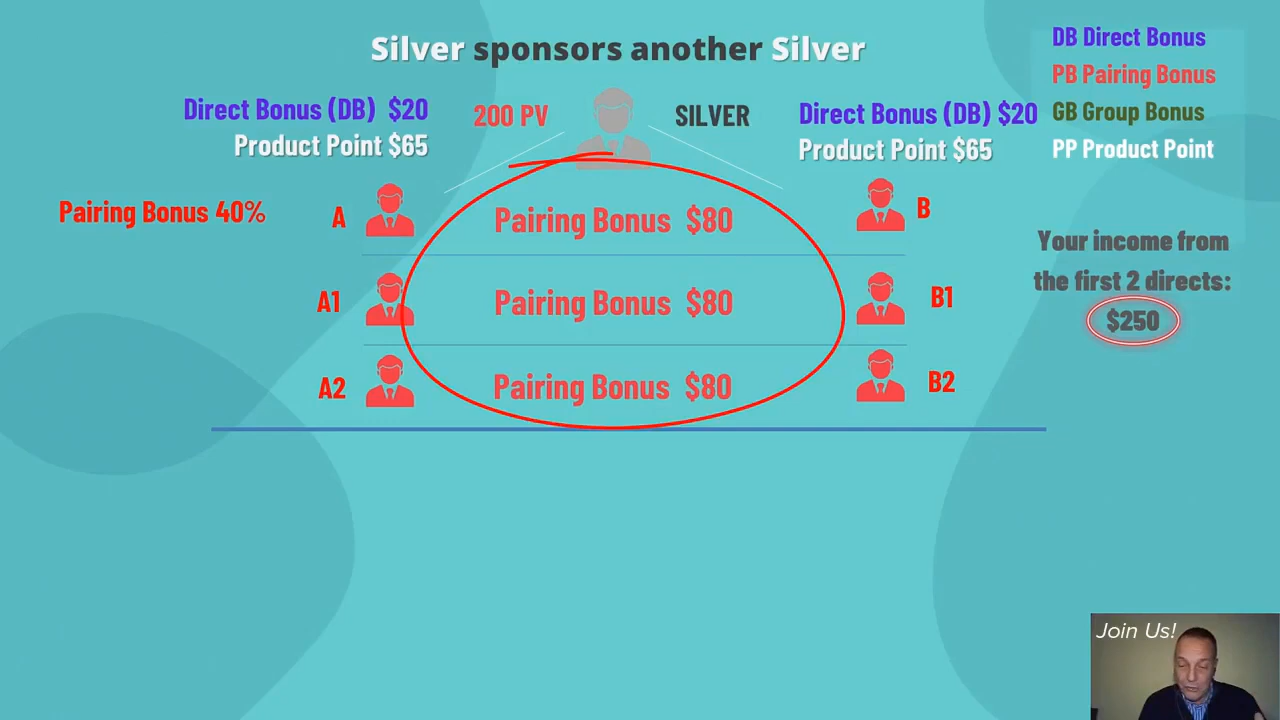 Silver sponsors another Silver
Direct Bonus (DB) $20
Product Point $65
200 PV
SILVER
Direct Bonus (DB) $20
Product Point $65
DB Direct Bonus
PB Pairing Bonus
GB Group Bonus
PP Product Point
Pairing Bonus 40%
A
Pairing Bonus $80
B
A1
Pairing Bonus $80
B1
A2
Pairing Bonus $80
B2
Your income from
the first 2 directs:
$250
Join Us!